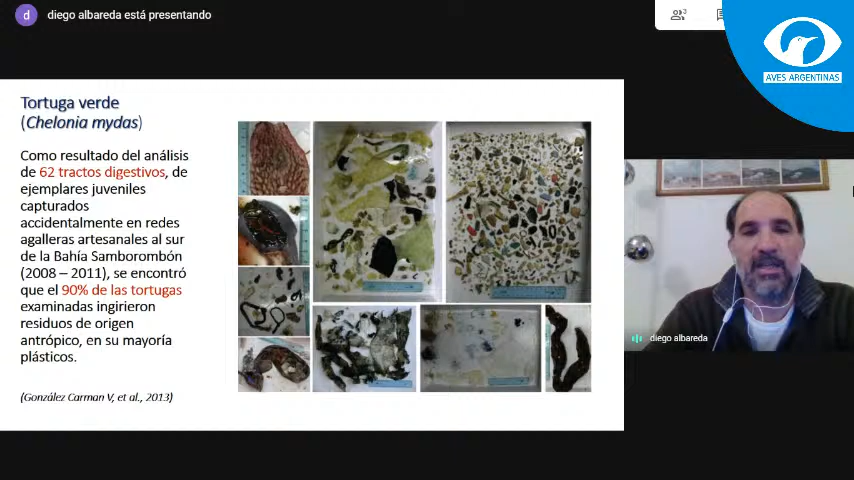 d
diego albareda está presentando
3
AVES ARGENTINAS
Tortuga verde
(Chelonia mydas)
Como resultado del análisis
de 62 tractos digestivos, de
ejemplares juveniles
capturados
accidentalmente en redes
agalleras artesanales al sur
de la Bahía Samborombón
(2008 – 2011), se encontró
que el 90% de las tortugas
examinadas ingirieron
residuos de origen
antrópico, en su mayoría
plásticos.
(González Carman V, et al., 2013)
diego albareda